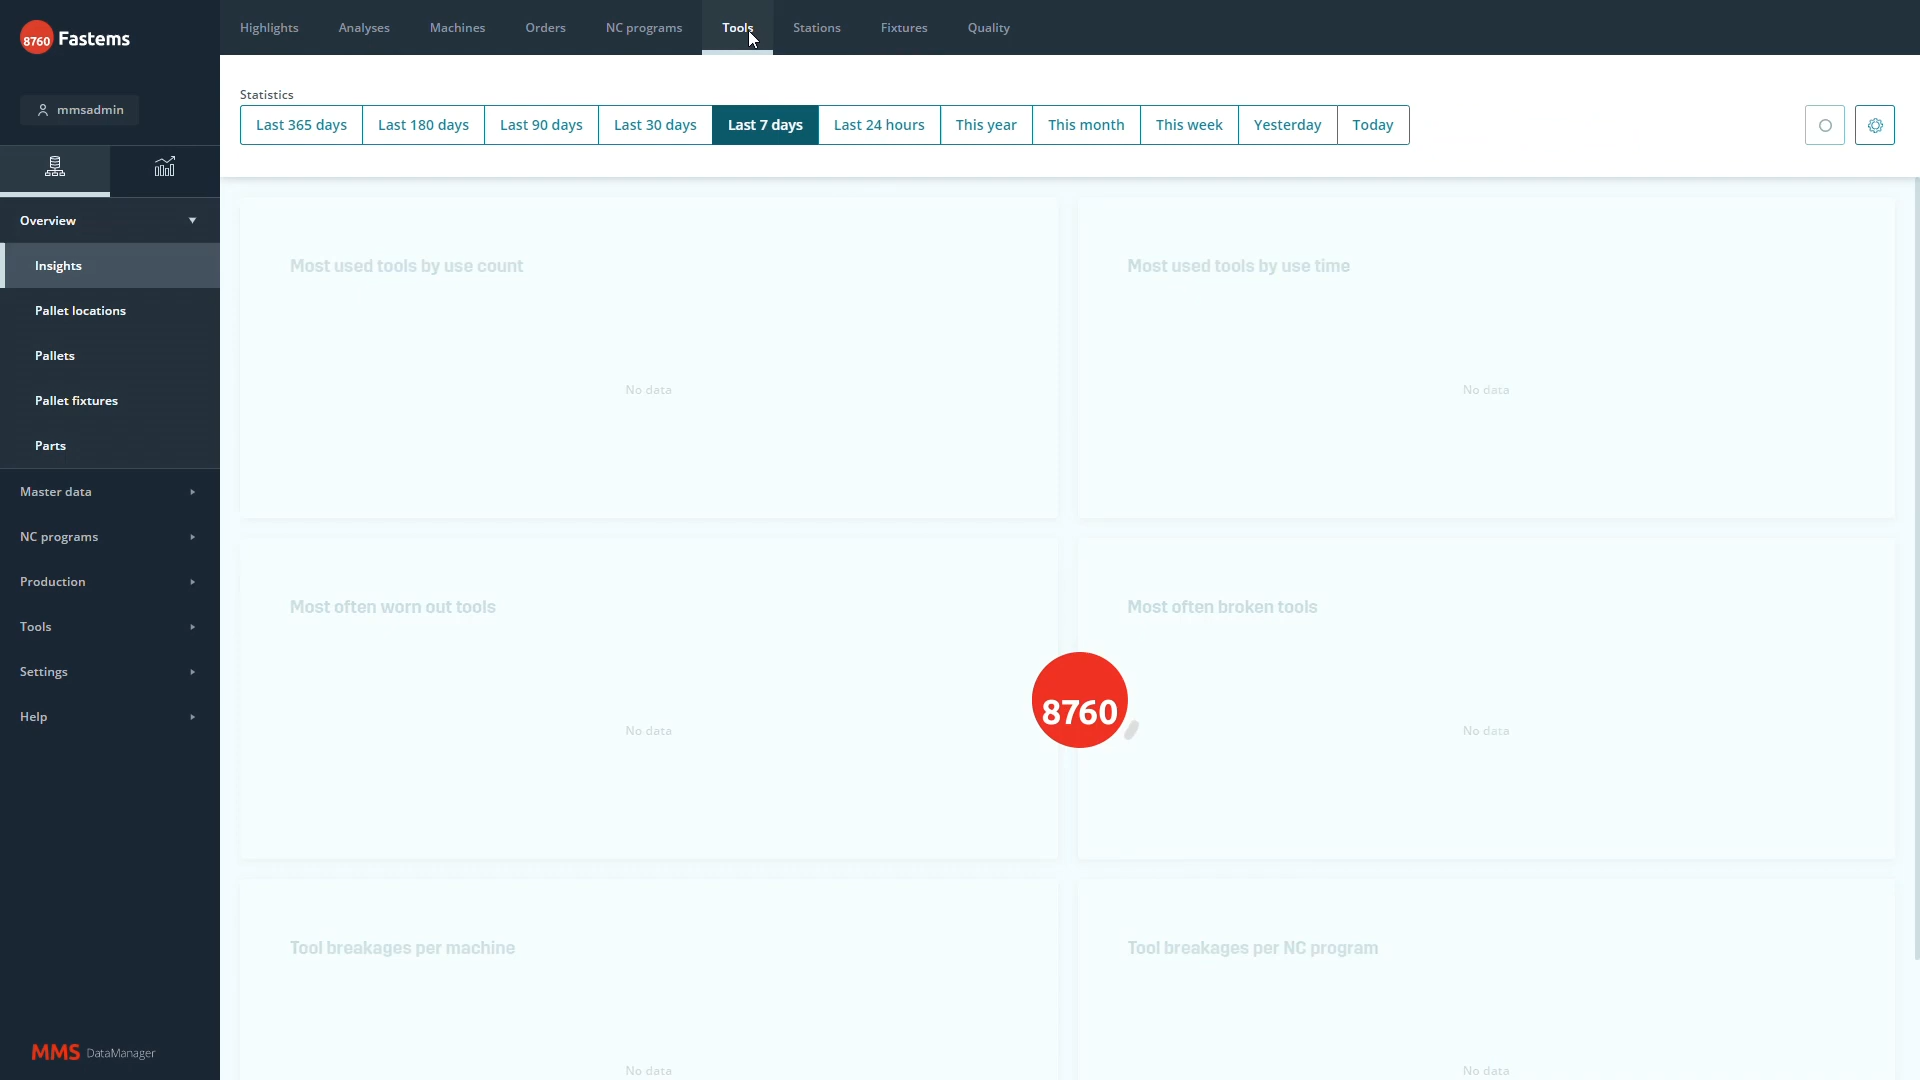 8760 Fastems
Highlights Analyses Machines Orders NC programs Tools Stations Fixtures Quality
mmsadmin
Overview
Insights
Pallet locations
Pallets
Pallet fixtures
Parts
Master data
NC programs
Production
Tools
Settings
Help
MMS DataManager
Statistics
Last 365 days Last 180 days Last 90 days Last 30 days Last 7 days Last 24 hours This year This month This week Yesterday Today
Most used tools by use count
No data
Most used tools by use time
No data
Most often worn out tools
No data
Most often broken tools
No data
8760
Tool breakages per machine
No data
Tool breakages per NC program
No data